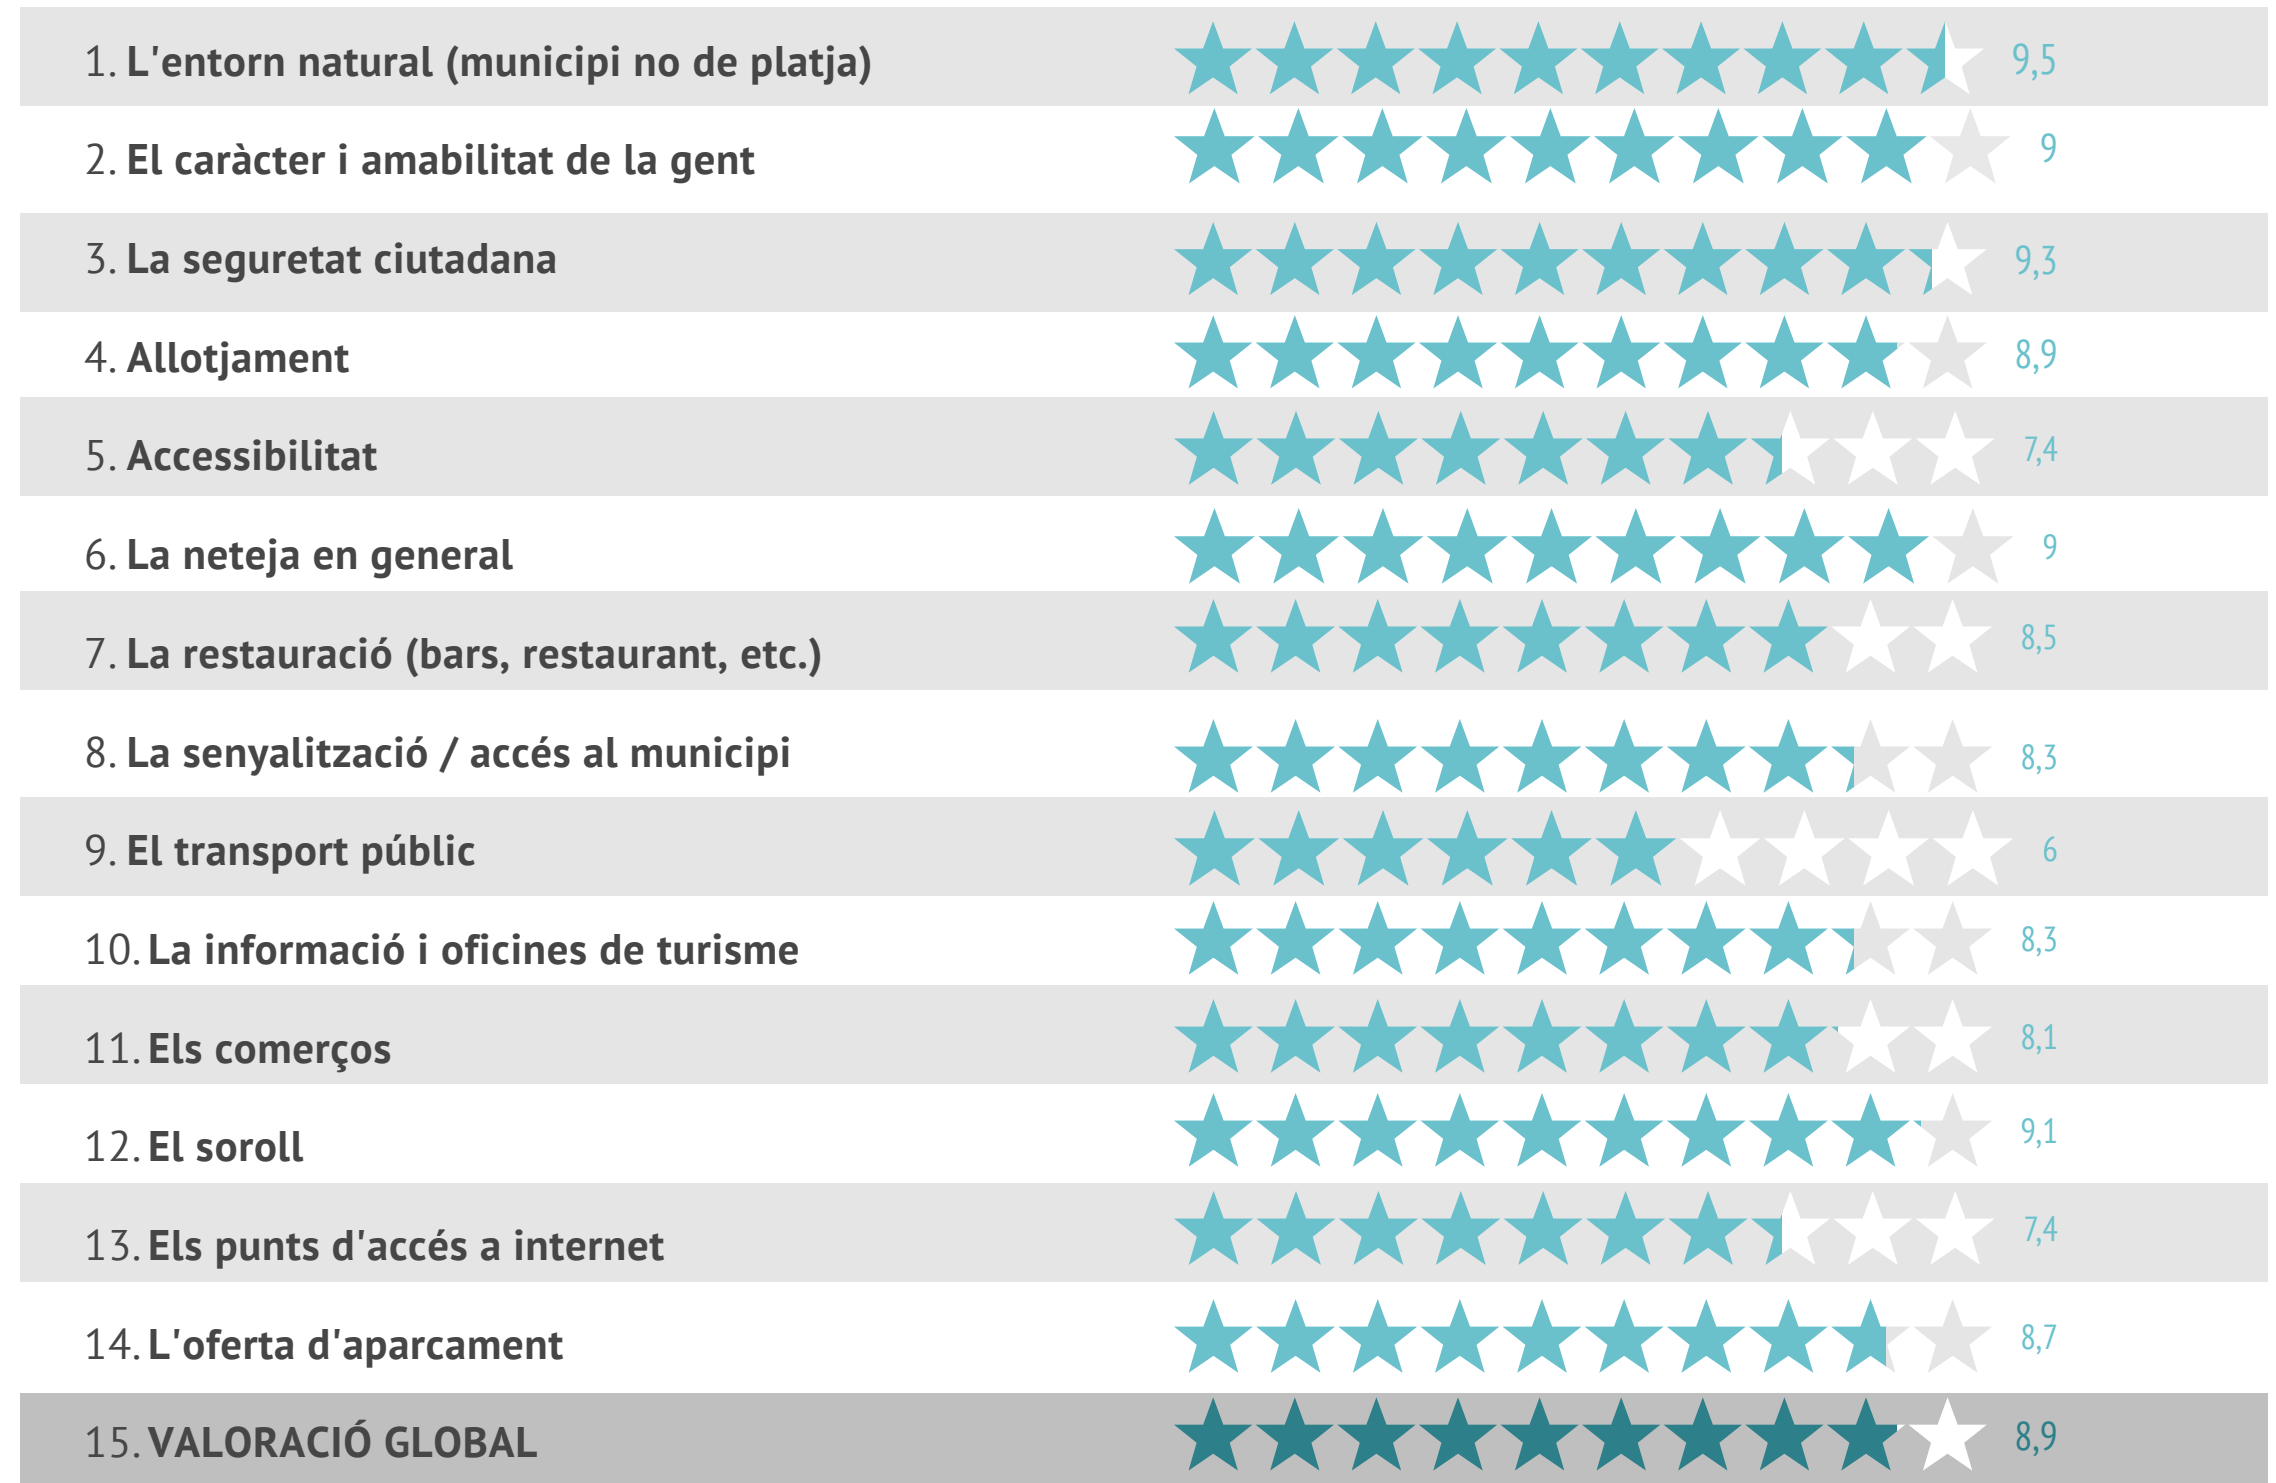 1. L'entorn natural (municipi no de platja) 9,5
2. El caràcter i amabilitat de la gent 9
3. La seguretat ciutadana 9,3
4. Allotjament 8,9
5. Accessibilitat 7,4
6. La neteja en general 9
7. La restauració (bars, restaurant, etc.) 8,5
8. La senyalització / accés al municipi 8,3
9. El transport públic 6
10. La informació i oficines de turisme 8,3
11. Els comerços 8,1
12. El soroll 9,1
13. Els punts d'accés a internet 7,4
14. L'oferta d'aparcament 8,7
15. VALORACIÓ GLOBAL 8,9